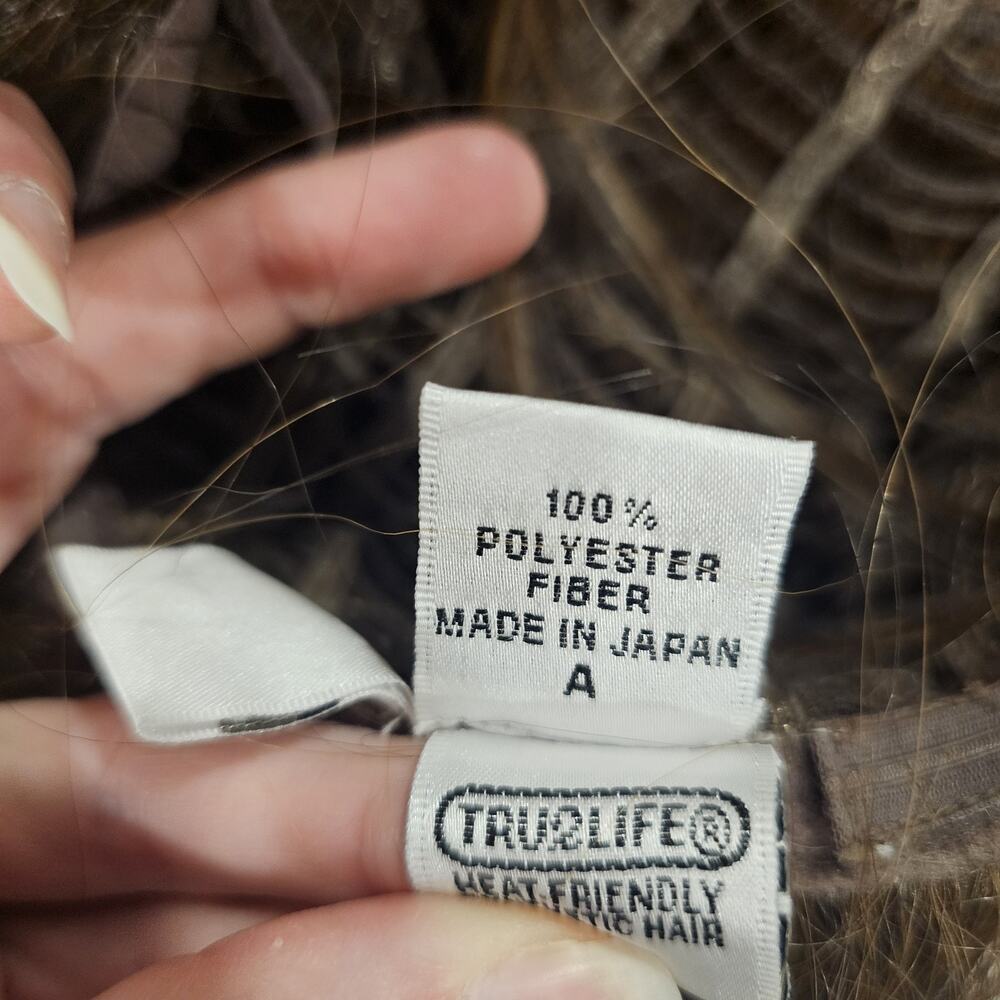 100%
POLYESTER
FIBER
MADE IN JAPAN
A
TRU2LIFE®
HEAT FRIENDLY
HAIR